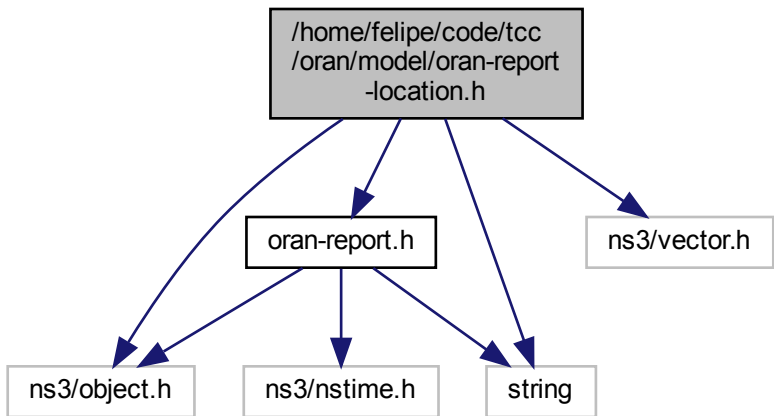 /home/felipe/code/tcc
/oran/model/oran-report
-location.h
oran-report.h
ns3/vector.h
ns3/object.h
ns3/nstime.h
string